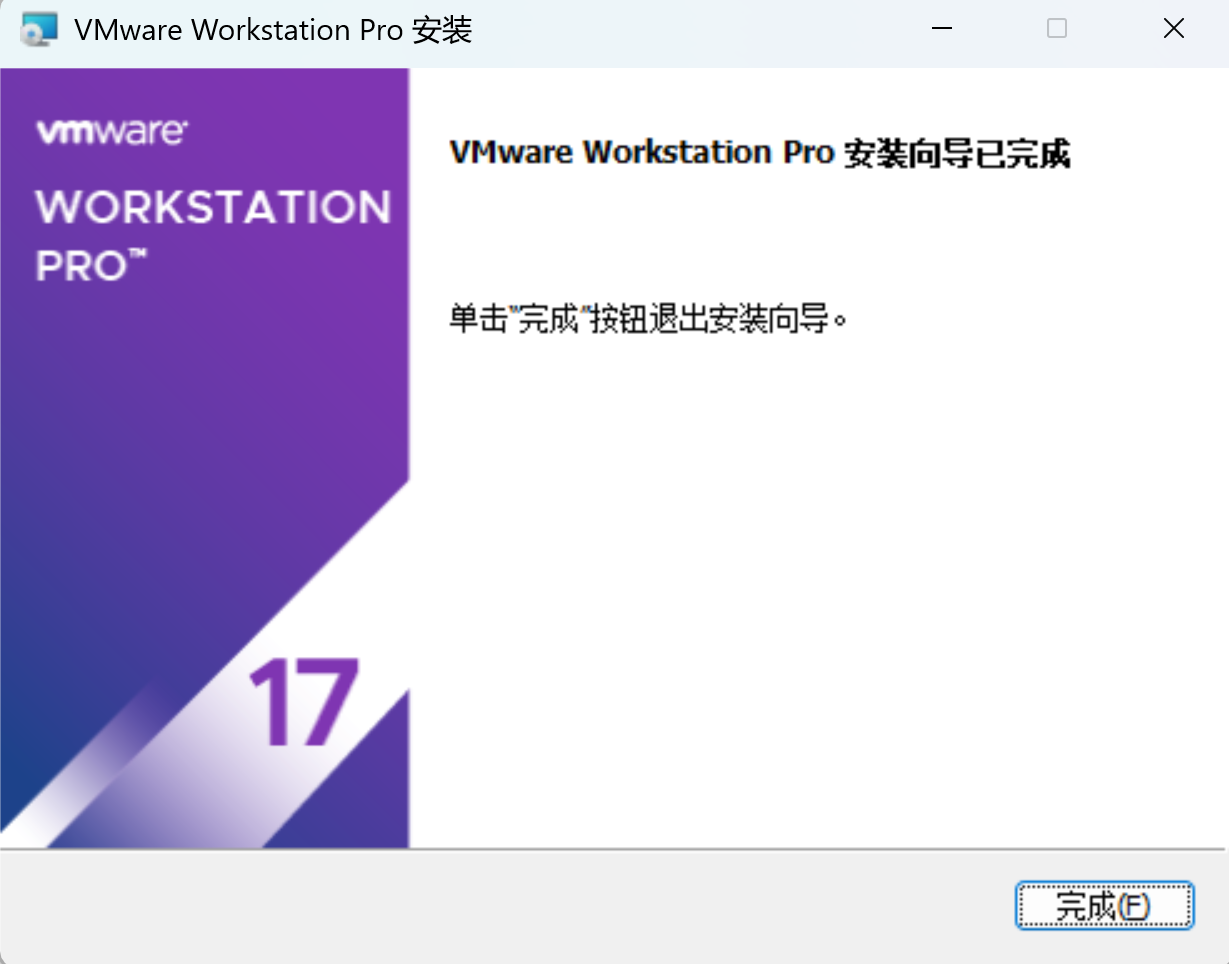 VMware Workstation Pro 安装
vmware®
WORKSTATION
PRO™
VMware Workstation Pro 安装向导已完成
单击"完成"按钮退出安装向导。
17
完成(F)